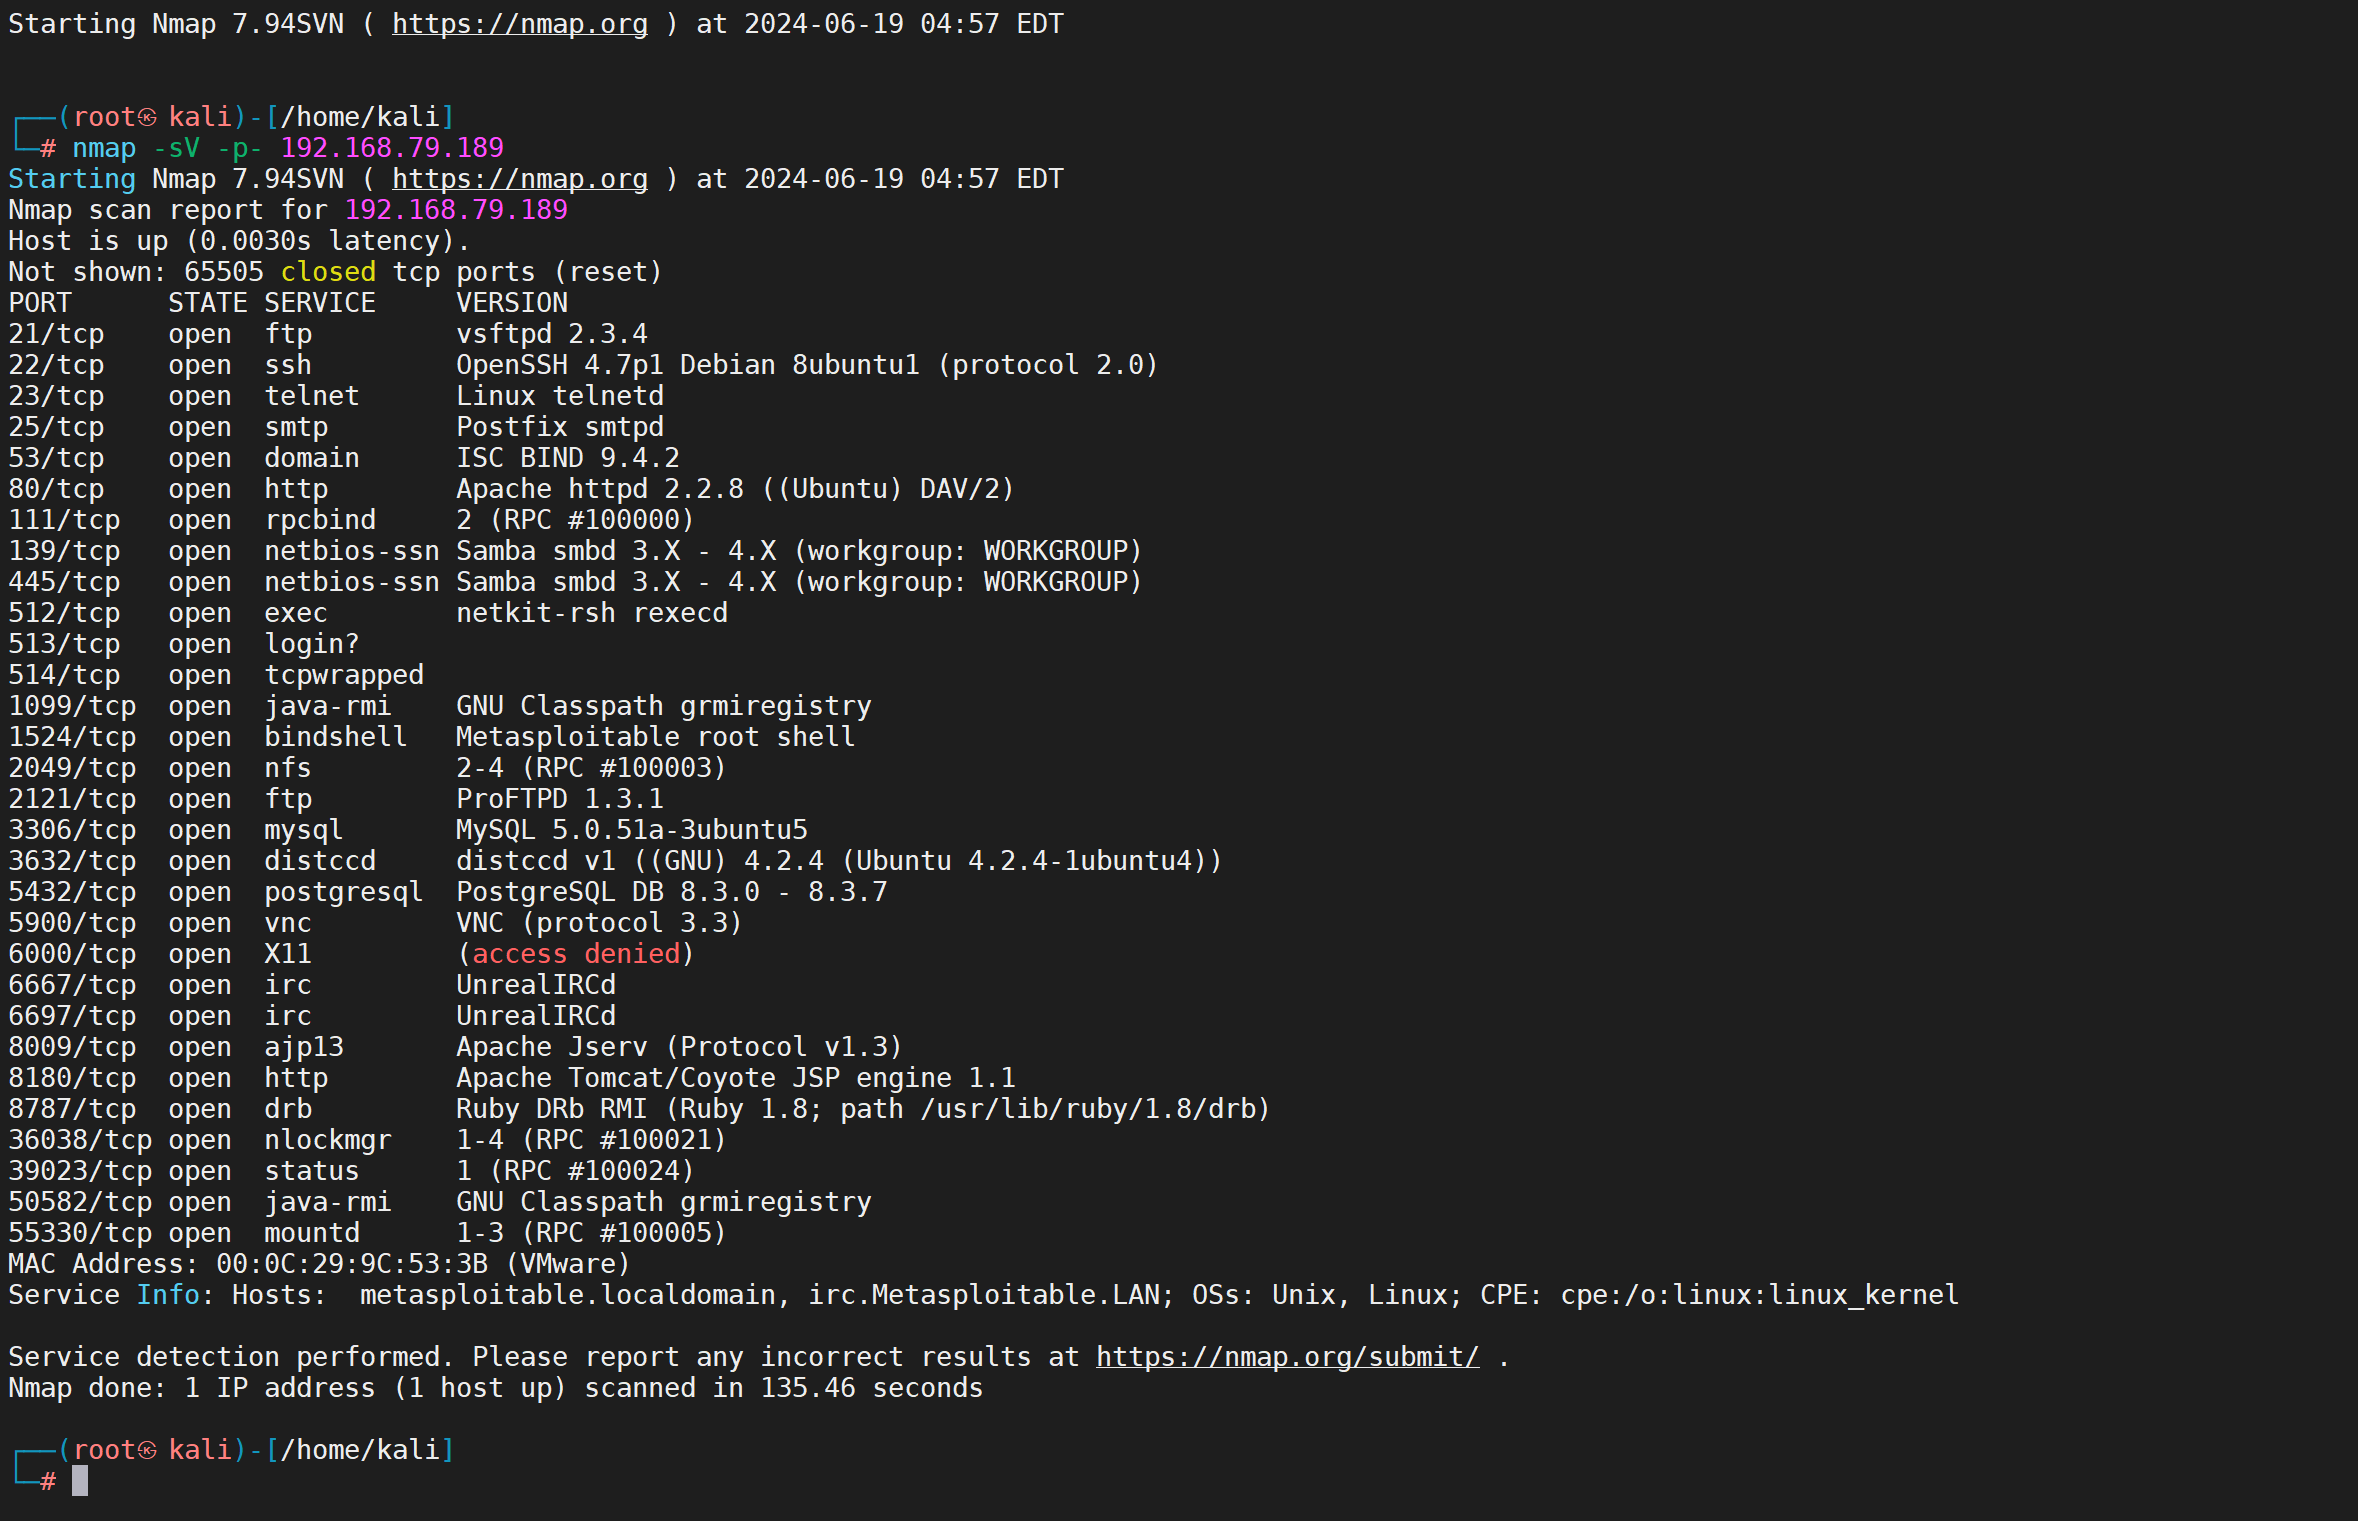 Starting Nmap 7.94SVN ( https://nmap.org ) at 2024-06-19 04:57 EDT
┌──(root㉿kali)-[/home/kali]
└─# nmap -sV -p- 192.168.79.189
Starting Nmap 7.94SVN ( https://nmap.org ) at 2024-06-19 04:57 EDT
Nmap scan report for 192.168.79.189
Host is up (0.0030s latency).
Not shown: 65505 closed tcp ports (reset)
PORT      STATE SERVICE     VERSION
21/tcp    open  ftp         vsftpd 2.3.4
22/tcp    open  ssh         OpenSSH 4.7p1 Debian 8ubuntu1 (protocol 2.0)
23/tcp    open  telnet      Linux telnetd
25/tcp    open  smtp        Postfix smtpd
53/tcp    open  domain      ISC BIND 9.4.2
80/tcp    open  http        Apache httpd 2.2.8 ((Ubuntu) DAV/2)
111/tcp   open  rpcbind     2 (RPC #100000)
139/tcp   open  netbios-ssn Samba smbd 3.X - 4.X (workgroup: WORKGROUP)
445/tcp   open  netbios-ssn Samba smbd 3.X - 4.X (workgroup: WORKGROUP)
512/tcp   open  exec        netkit-rsh rexecd
513/tcp   open  login?
514/tcp   open  tcpwrapped
1099/tcp  open  java-rmi    GNU Classpath grmiregistry
1524/tcp  open  bindshell   Metasploitable root shell
2049/tcp  open  nfs         2-4 (RPC #100003)
2121/tcp  open  ftp         ProFTPD 1.3.1
3306/tcp  open  mysql       MySQL 5.0.51a-3ubuntu5
3632/tcp  open  distccd     distccd v1 ((GNU) 4.2.4 (Ubuntu 4.2.4-1ubuntu4))
5432/tcp  open  postgresql  PostgreSQL DB 8.3.0 - 8.3.7
5900/tcp  open  vnc         VNC (protocol 3.3)
6000/tcp  open  X11         (access denied)
6667/tcp  open  irc         UnrealIRCd
6697/tcp  open  irc         UnrealIRCd
8009/tcp  open  ajp13       Apache Jserv (Protocol v1.3)
8180/tcp  open  http        Apache Tomcat/Coyote JSP engine 1.1
8787/tcp  open  drb         Ruby DRb RMI (Ruby 1.8; path /usr/lib/ruby/1.8/drb)
36038/tcp open  nlockmgr    1-4 (RPC #100021)
39023/tcp open  status      1 (RPC #100024)
50582/tcp open  java-rmi    GNU Classpath grmiregistry
55330/tcp open  mountd      1-3 (RPC #100005)
MAC Address: 00:0C:29:9C:53:3B (VMware)
Service Info: Hosts:  metasploitable.localdomain, irc.Metasploitable.LAN; OSs: Unix, Linux; CPE: cpe:/o:linux:linux_kernel
Service detection performed. Please report any incorrect results at https://nmap.org/submit/ .
Nmap done: 1 IP address (1 host up) scanned in 135.46 seconds
┌──(root㉿kali)-[/home/kali]
└─#